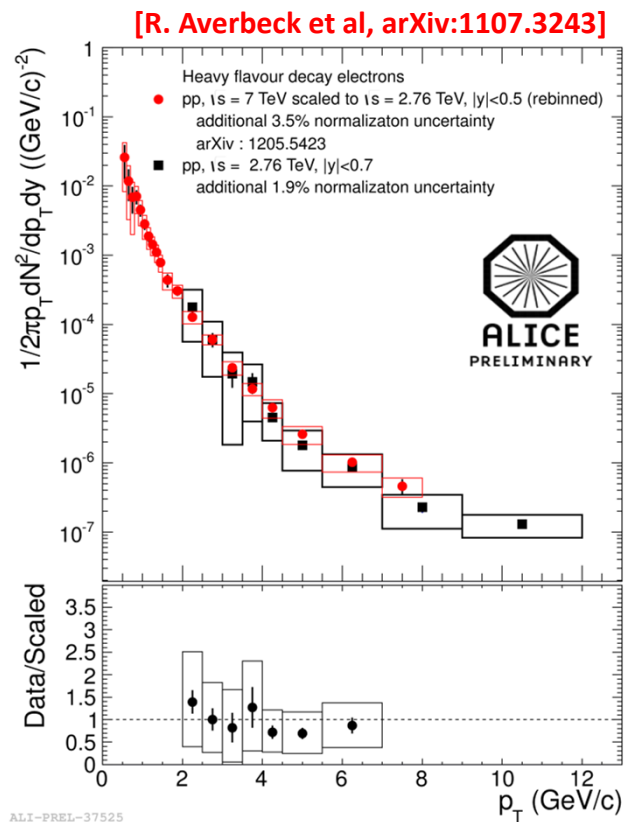 [R. Averbeck et al, arXiv:1107.3243]
1/2πp_T dN²/dp_T dy ((GeV/c)⁻²)
1
10⁻¹
10⁻²
10⁻³
10⁻⁴
10⁻⁵
10⁻⁶
10⁻⁷
Heavy flavour decay electrons
pp, √s = 7 TeV scaled to √s = 2.76 TeV, |y|<0.5 (rebinned)
additional 3.5% normalizaton uncertainty
arXiv : 1205.5423
pp, √s = 2.76 TeV, |y|<0.7
additional 1.9% normalizaton uncertainty
ALICE
PRELIMINARY
Data/Scaled
3.5
3
2.5
2
1.5
1
0.5
0
0 2 4 6 8 10 12
p_T (GeV/c)
ALI-PREL-37525